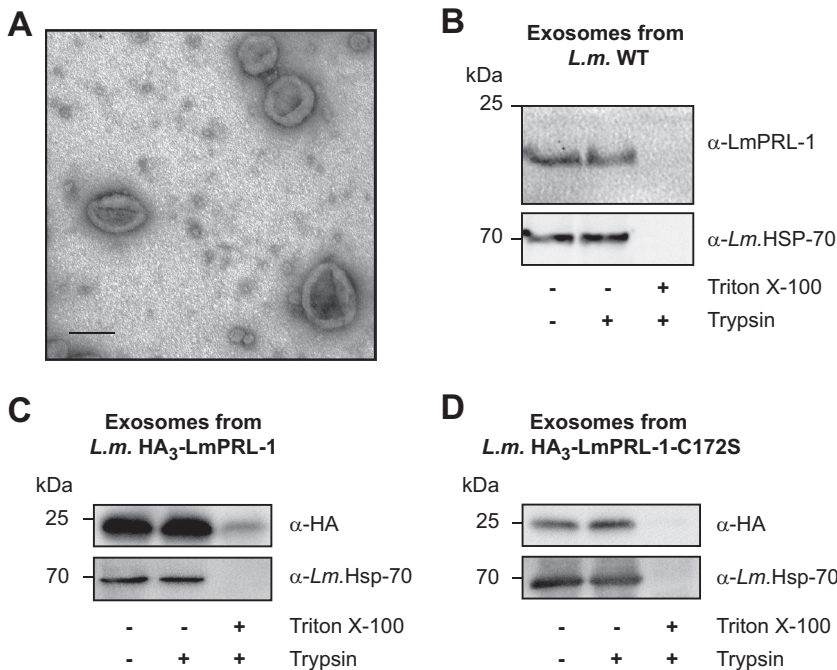 A
B
Exosomes from
L.m. WT
kDa
25
α-LmPRL-1
70
α-Lm.HSP-70
- - + Triton X-100
- + + Trypsin
C
Exosomes from
L.m. HA3-LmPRL-1
kDa
25
α-HA
70
α-Lm.Hsp-70
- - + Triton X-100
- + + Trypsin
D
Exosomes from
L.m. HA3-LmPRL-1-C172S
kDa
25
α-HA
70
α-Lm.Hsp-70
- - + Triton X-100
- + + Trypsin